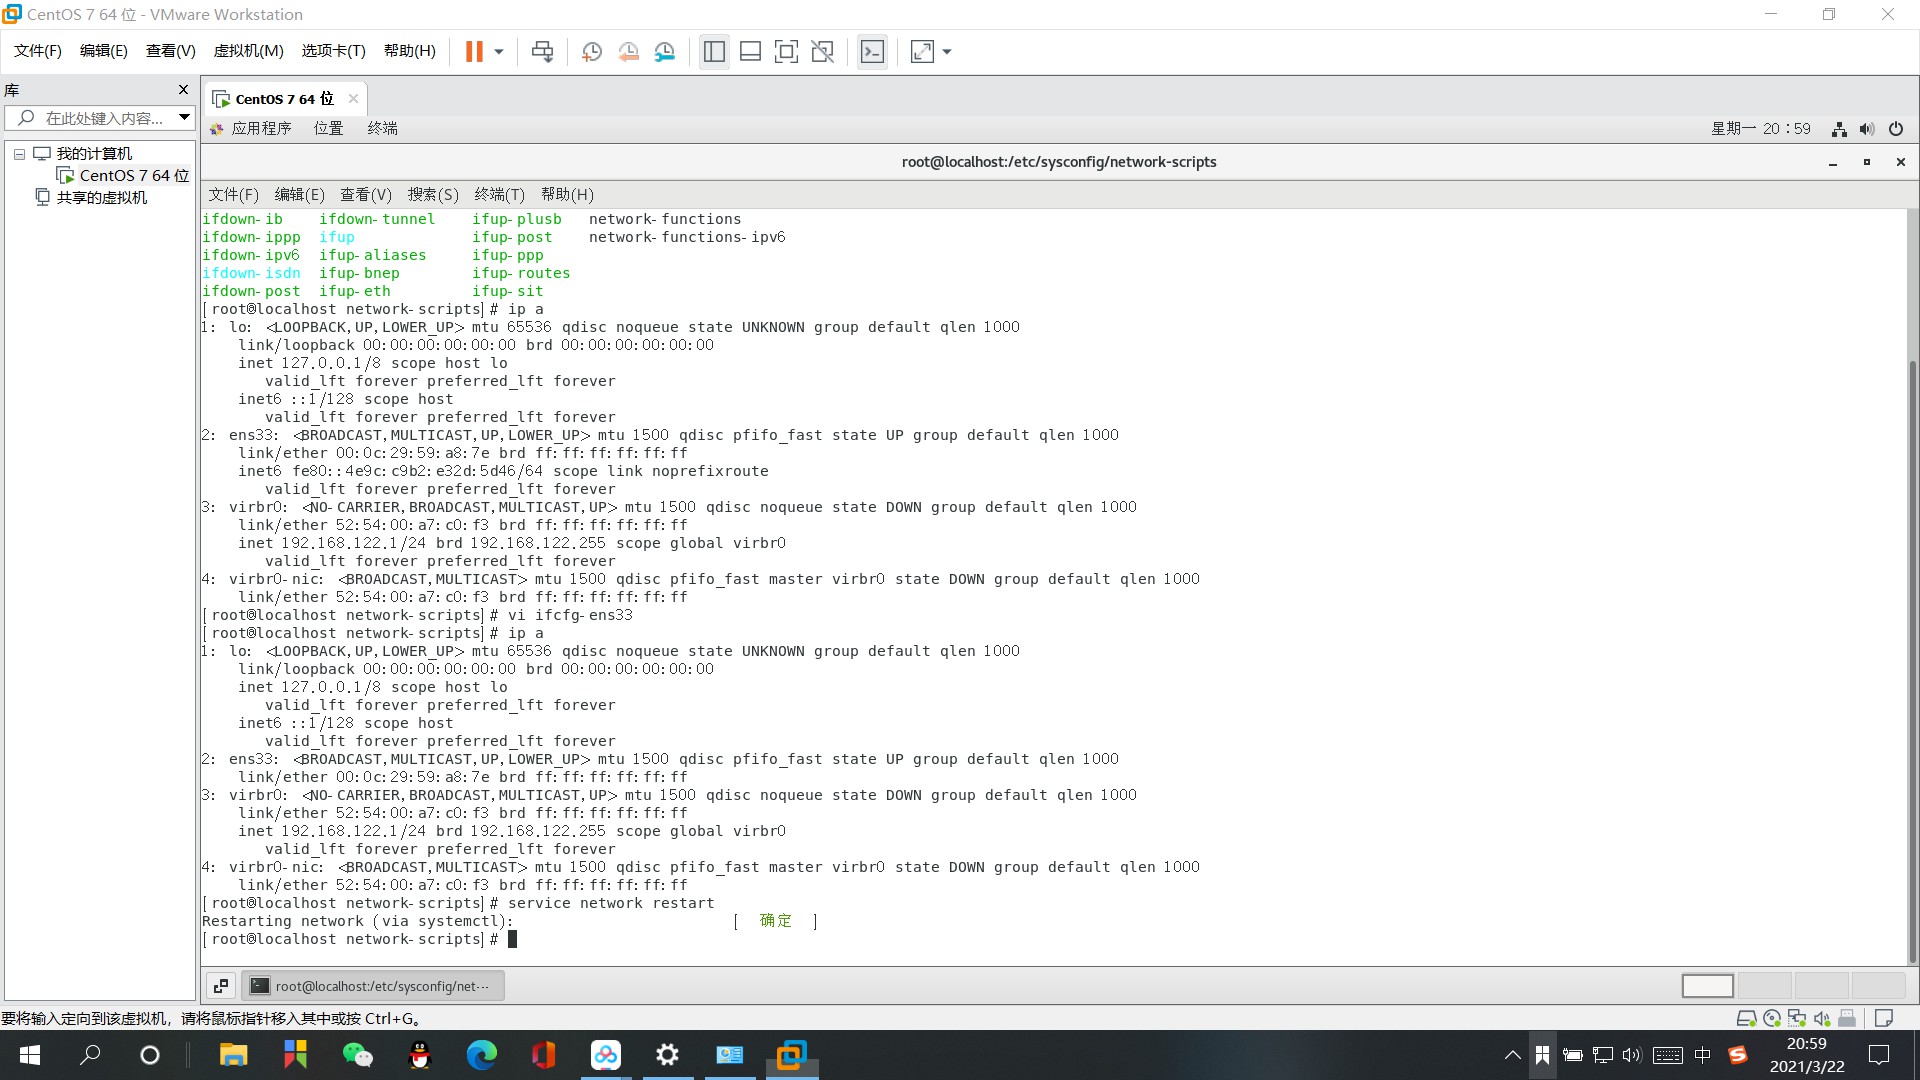 CentOS 7 64 位 - VMware Workstation
文件(F) 编辑(E) 查看(V) 虚拟机(M) 选项卡(T) 帮助(H)
库
在此处键入内容...
我的计算机
CentOS 7 64 位
共享的虚拟机
CentOS 7 64 位
应用程序 位置 终端
星期一 20∶59
root@localhost:/etc/sysconfig/network-scripts
文件(F) 编辑(E) 查看(V) 搜索(S) 终端(T) 帮助(H)
ifdown-ib ifdown-tunnel ifup-plusb network-functions
ifdown-ippp ifup ifup-post network-functions-ipv6
ifdown-ipv6 ifup-aliases ifup-ppp
ifdown-isdn ifup-bnep ifup-routes
ifdown-post ifup-eth ifup-sit
[root@localhost network-scripts]# ip a
1: lo: <LOOPBACK,UP,LOWER_UP> mtu 65536 qdisc noqueue state UNKNOWN group default qlen 1000
link/loopback 00:00:00:00:00:00 brd 00:00:00:00:00:00
inet 127.0.0.1/8 scope host lo
valid_lft forever preferred_lft forever
inet6 ::1/128 scope host
valid_lft forever preferred_lft forever
2: ens33: <BROADCAST,MULTICAST,UP,LOWER_UP> mtu 1500 qdisc pfifo_fast state UP group default qlen 1000
link/ether 00:0c:29:59:a8:7e brd ff:ff:ff:ff:ff:ff
inet6 fe80::4e9c:c9b2:e32d:5d46/64 scope link noprefixroute
valid_lft forever preferred_lft forever
3: virbr0: <NO-CARRIER,BROADCAST,MULTICAST,UP> mtu 1500 qdisc noqueue state DOWN group default qlen 1000
link/ether 52:54:00:a7:c0:f3 brd ff:ff:ff:ff:ff:ff
inet 192.168.122.1/24 brd 192.168.122.255 scope global virbr0
valid_lft forever preferred_lft forever
4: virbr0-nic: <BROADCAST,MULTICAST> mtu 1500 qdisc pfifo_fast master virbr0 state DOWN group default qlen 1000
link/ether 52:54:00:a7:c0:f3 brd ff:ff:ff:ff:ff:ff
[root@localhost network-scripts]# vi ifcfg-ens33
[root@localhost network-scripts]# ip a
1: lo: <LOOPBACK,UP,LOWER_UP> mtu 65536 qdisc noqueue state UNKNOWN group default qlen 1000
link/loopback 00:00:00:00:00:00 brd 00:00:00:00:00:00
inet 127.0.0.1/8 scope host lo
valid_lft forever preferred_lft forever
inet6 ::1/128 scope host
valid_lft forever preferred_lft forever
2: ens33: <BROADCAST,MULTICAST,UP,LOWER_UP> mtu 1500 qdisc pfifo_fast state UP group default qlen 1000
link/ether 00:0c:29:59:a8:7e brd ff:ff:ff:ff:ff:ff
3: virbr0: <NO-CARRIER,BROADCAST,MULTICAST,UP> mtu 1500 qdisc noqueue state DOWN group default qlen 1000
link/ether 52:54:00:a7:c0:f3 brd ff:ff:ff:ff:ff:ff
inet 192.168.122.1/24 brd 192.168.122.255 scope global virbr0
valid_lft forever preferred_lft forever
4: virbr0-nic: <BROADCAST,MULTICAST> mtu 1500 qdisc pfifo_fast master virbr0 state DOWN group default qlen 1000
link/ether 52:54:00:a7:c0:f3 brd ff:ff:ff:ff:ff:ff
[root@localhost network-scripts]# service network restart
Restarting network (via systemctl): [ 确定 ]
[root@localhost network-scripts]#
root@localhost:/etc/sysconfig/net···
要将输入定向到该虚拟机，请将鼠标指针移入其中或按 Ctrl+G。
中
20:59
2021/3/22